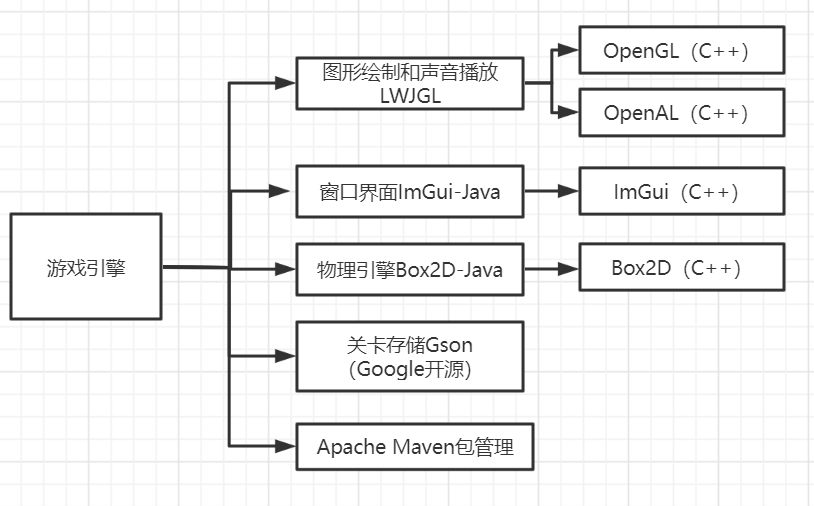 图形绘制和声音播放
LWJGL
OpenGL（C++）
OpenAL（C++）
窗口界面ImGui-Java
ImGui（C++）
游戏引擎
物理引擎Box2D-Java
Box2D（C++）
关卡存储Gson
（Google开源）
Apache Maven包管理